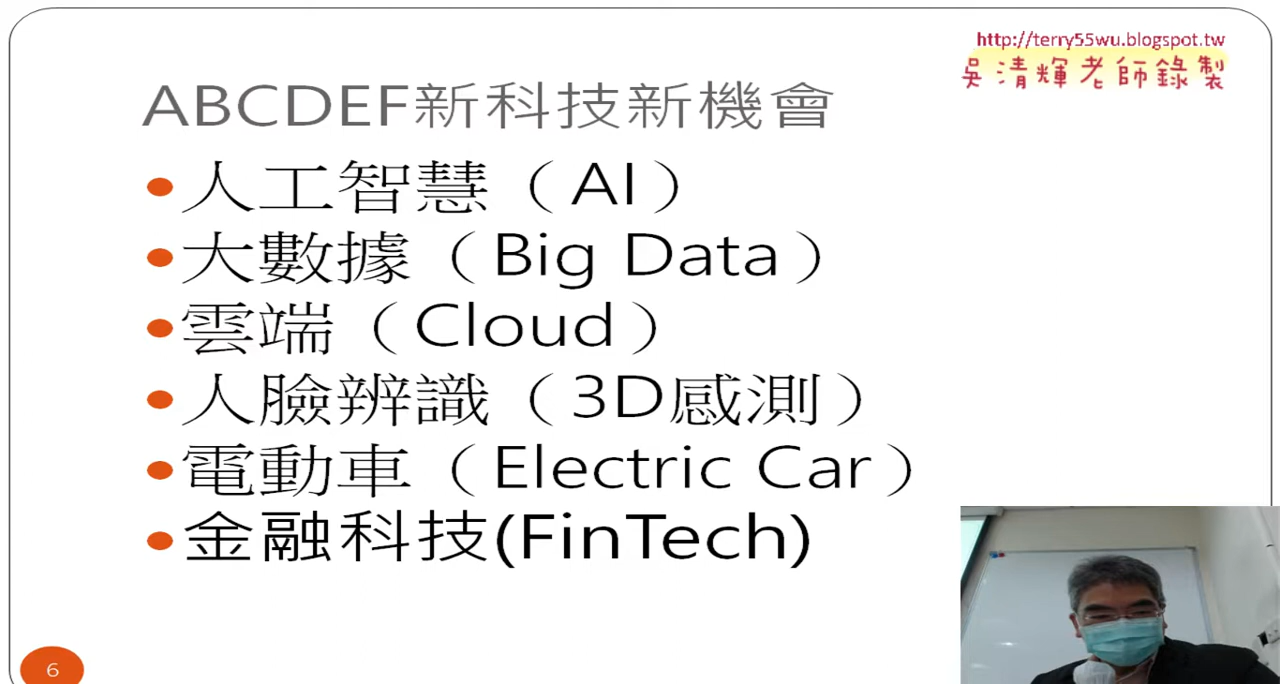 http://terry55wu.blogspot.tw
吳清輝老師錄製
ABCDEF新科技新機會
•人工智慧（AI）
•大數據（Big Data）
•雲端（Cloud）
•人臉辨識（3D感測）
•電動車（Electric Car）
•金融科技(FinTech)
6